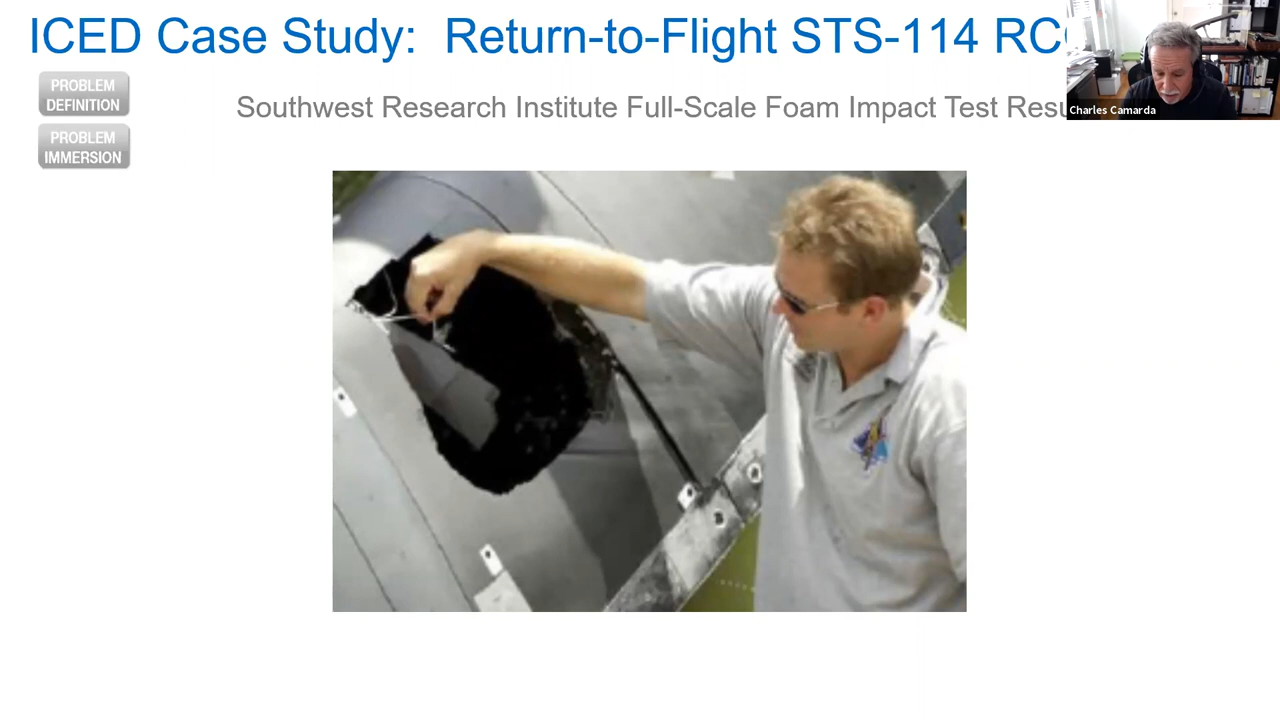 ICED Case Study: Return-to-Flight STS-114
PROBLEM
DEFINITION
Southwest Research Institute Full-Scale Foam Impact Test
PROBLEM
IMMERSION
Charles Camarda